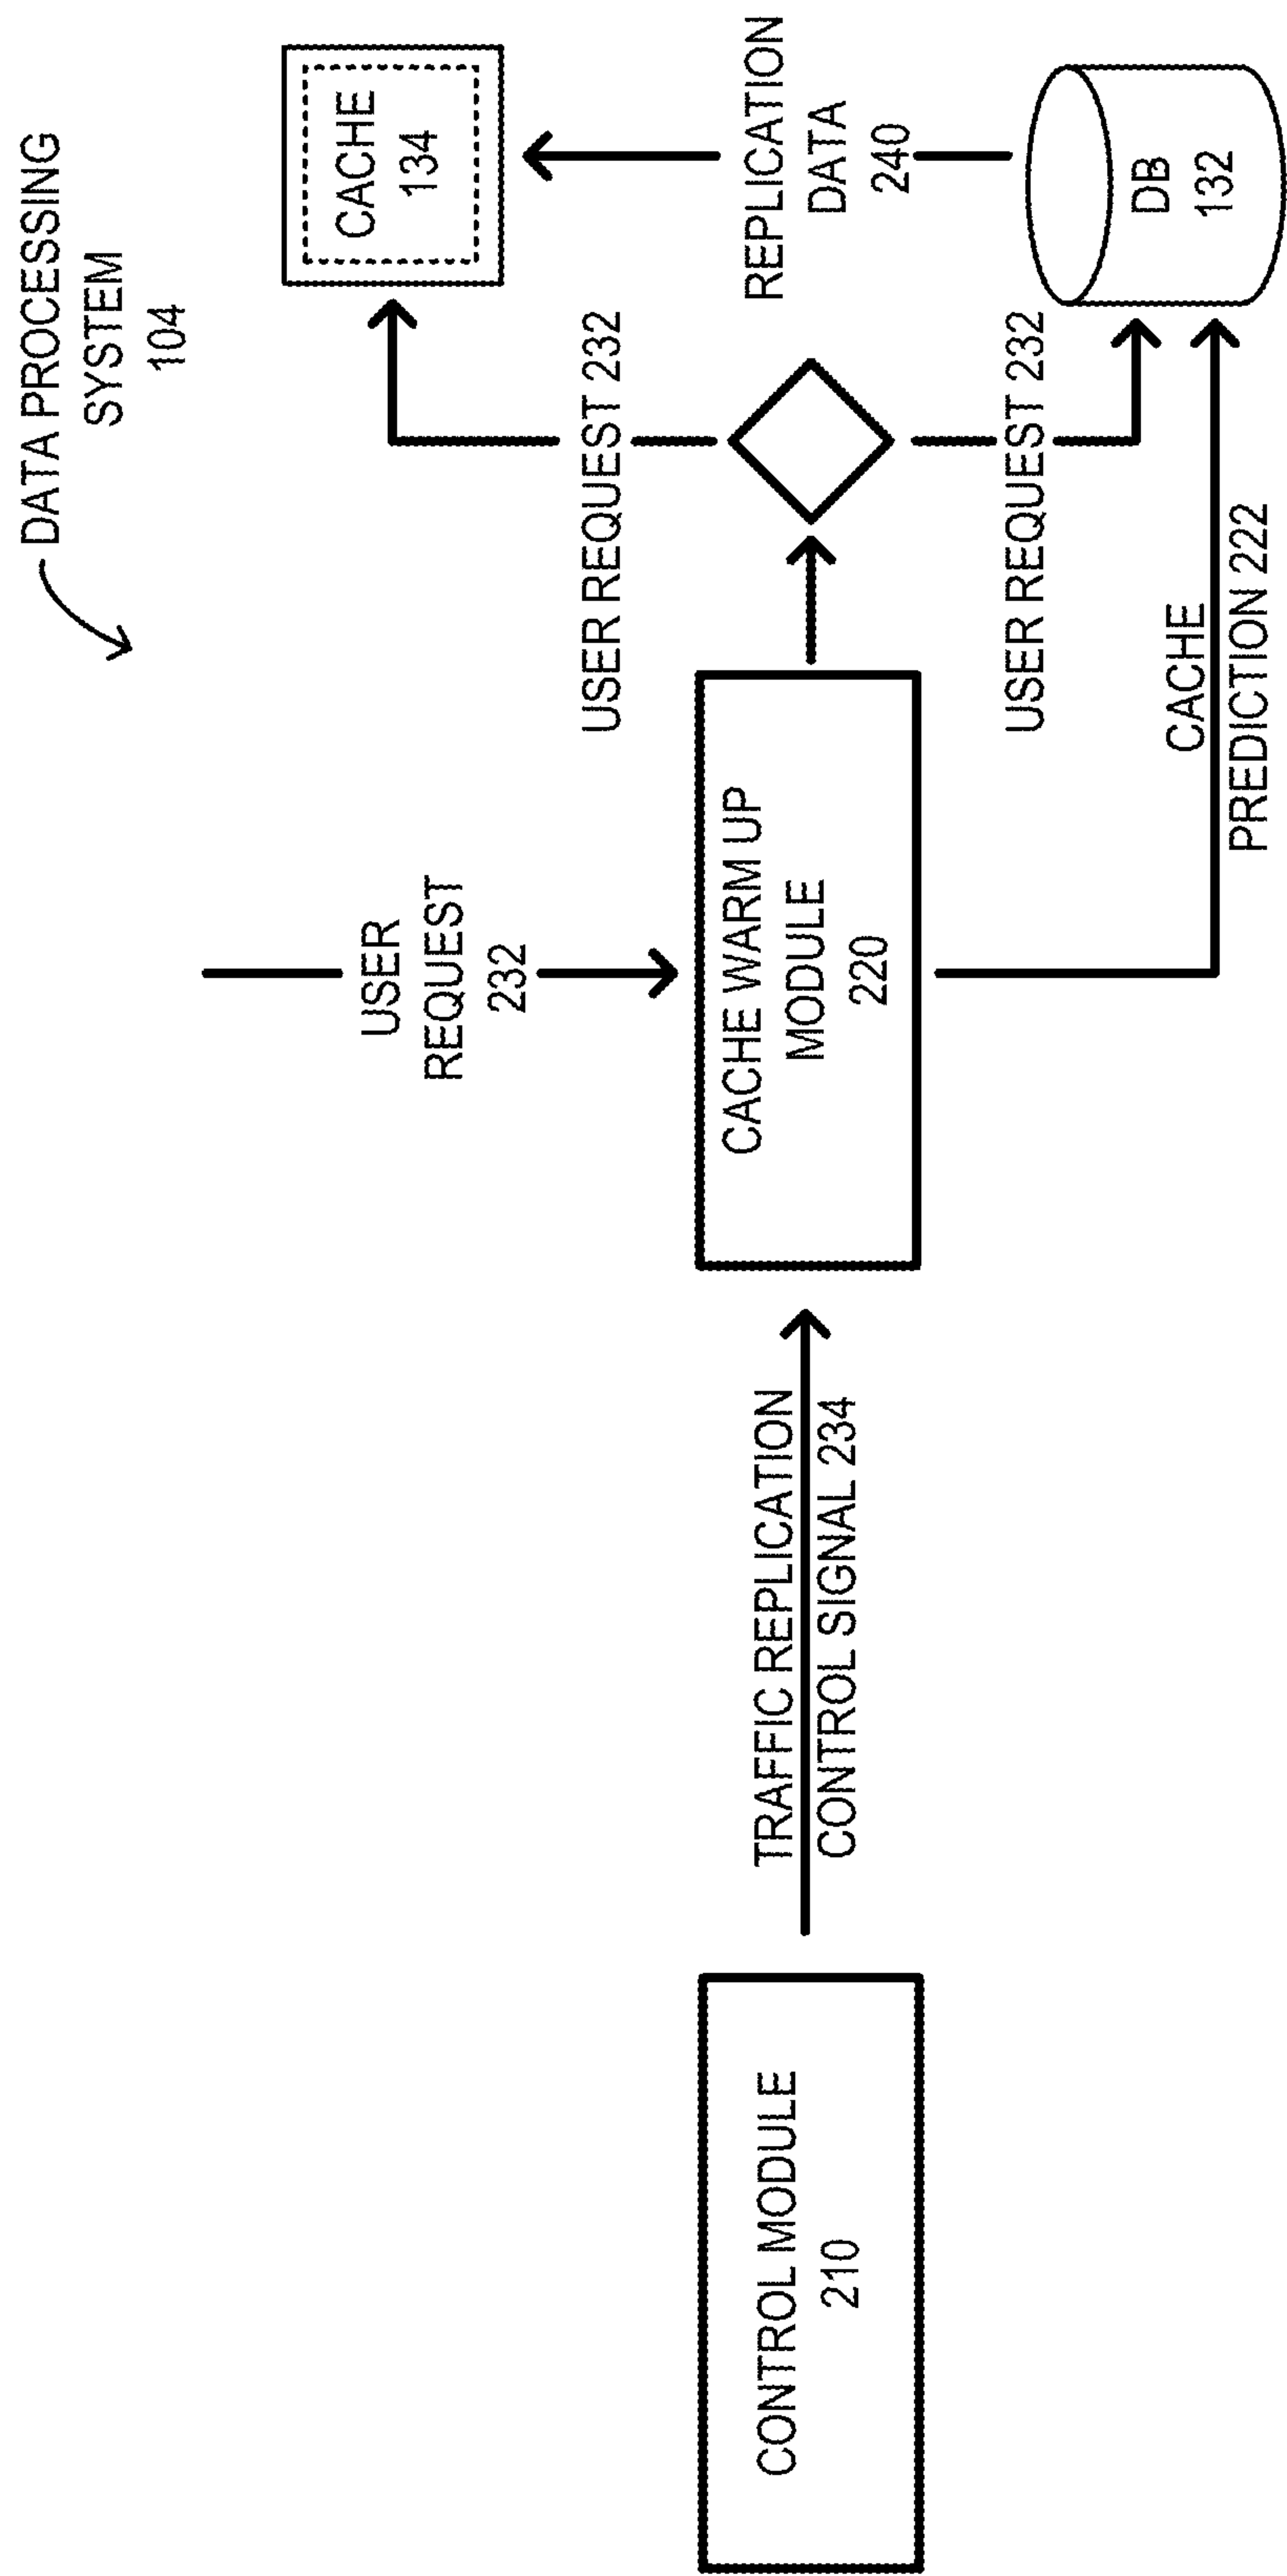 DATA PROCESSING
SYSTEM
104
USER
REQUEST
232
CONTROL MODULE
210
TRAFFIC REPLICATION
CONTROL SIGNAL 234
CACHE WARM UP
MODULE
220
USER REQUEST 232
CACHE
134
REPLICATION
DATA
240
USER REQUEST 232
DB
132
CACHE
PREDICTION 222